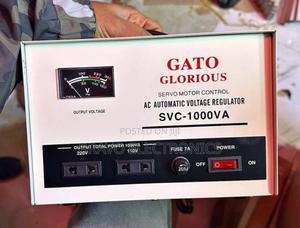 GATO
GLORIOUS
SERVO MOTOR CONTROL
AC AUTOMATIC VOLTAGE REGULATOR
SVC-1000VA
V
OUTPUT VOLTAGE
POSTED ON JIJI
OUTPUT TOTAL POWER 1000VA
220V
110V
FUSE 7A
POWER
OFF
ON